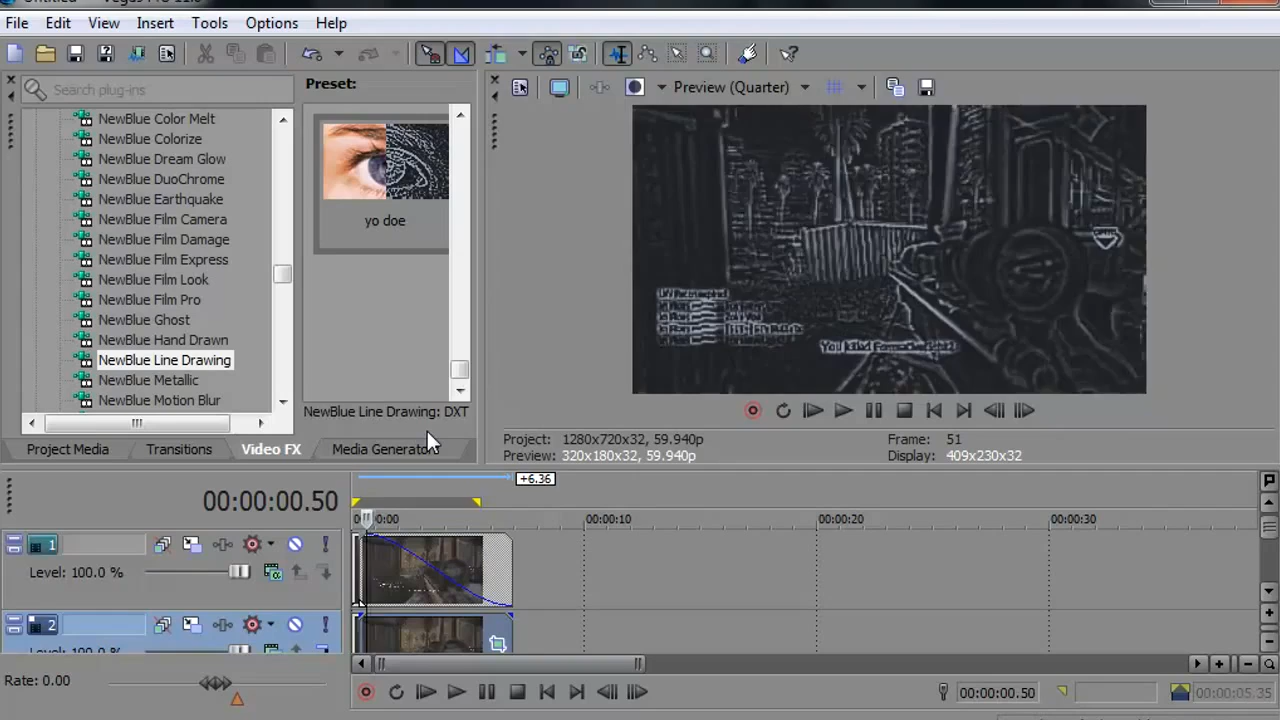 File Edit View Insert Tools Options Help
Search plug-ins
NewBlue Color Melt
NewBlue Colorize
NewBlue Dream Glow
NewBlue DuoChrome
NewBlue Earthquake
NewBlue Film Camera
NewBlue Film Damage
NewBlue Film Express
NewBlue Film Look
NewBlue Film Pro
NewBlue Ghost
NewBlue Hand Drawn
NewBlue Line Drawing
NewBlue Metallic
NewBlue Motion Blur
Preset:
yo doe
NewBlue Line Drawing: DXT
Project Media Transitions Video FX Media Generators
Preview (Quarter)
Project: 1280x720x32, 59.940p
Preview: 320x180x32, 59.940p
Frame: 51
Display: 409x230x32
+6.36
00:00:00.50
0:00 00:00:10 00:00:20 00:00:30
1
Level: 100.0 %
2
Rate: 0.00
00:00:00.50
00:00:05.35